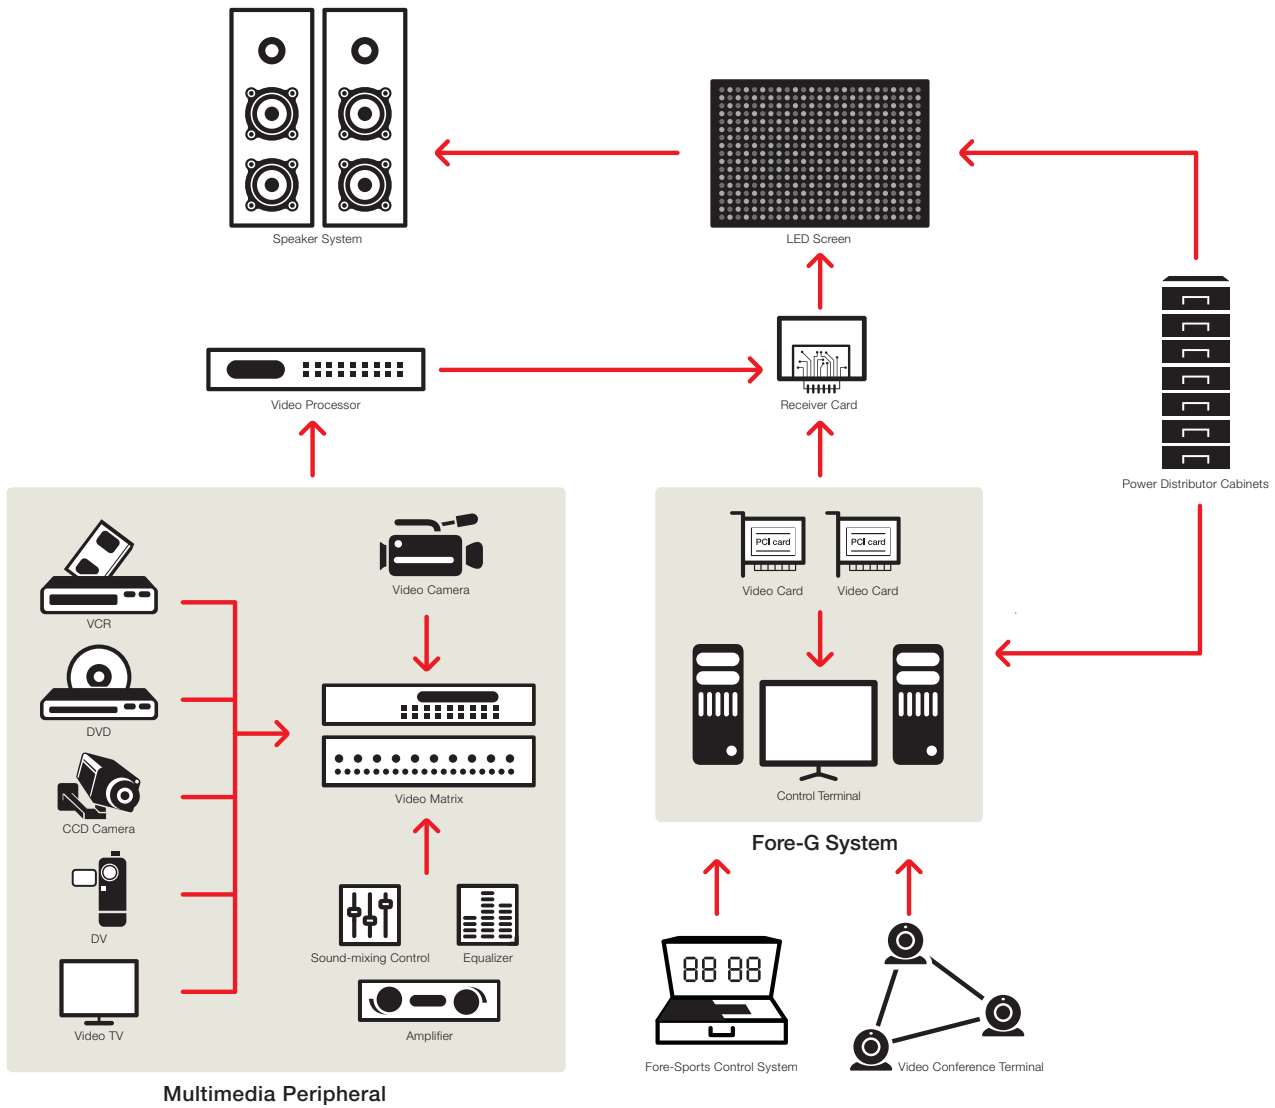 Speaker System
LED Screen
Video Processor
Receiver Card
Power Distributor Cabinets
VCR
DVD
CCD Camera
DV
Video TV
Video Camera
Video Matrix
Sound-mixing Control
Equalizer
Amplifier
Multimedia Peripheral
PCI card
PCI card
Video Card
Video Card
Control Terminal
Fore-G System
88 88
Fore-Sports Control System
Video Conference Terminal